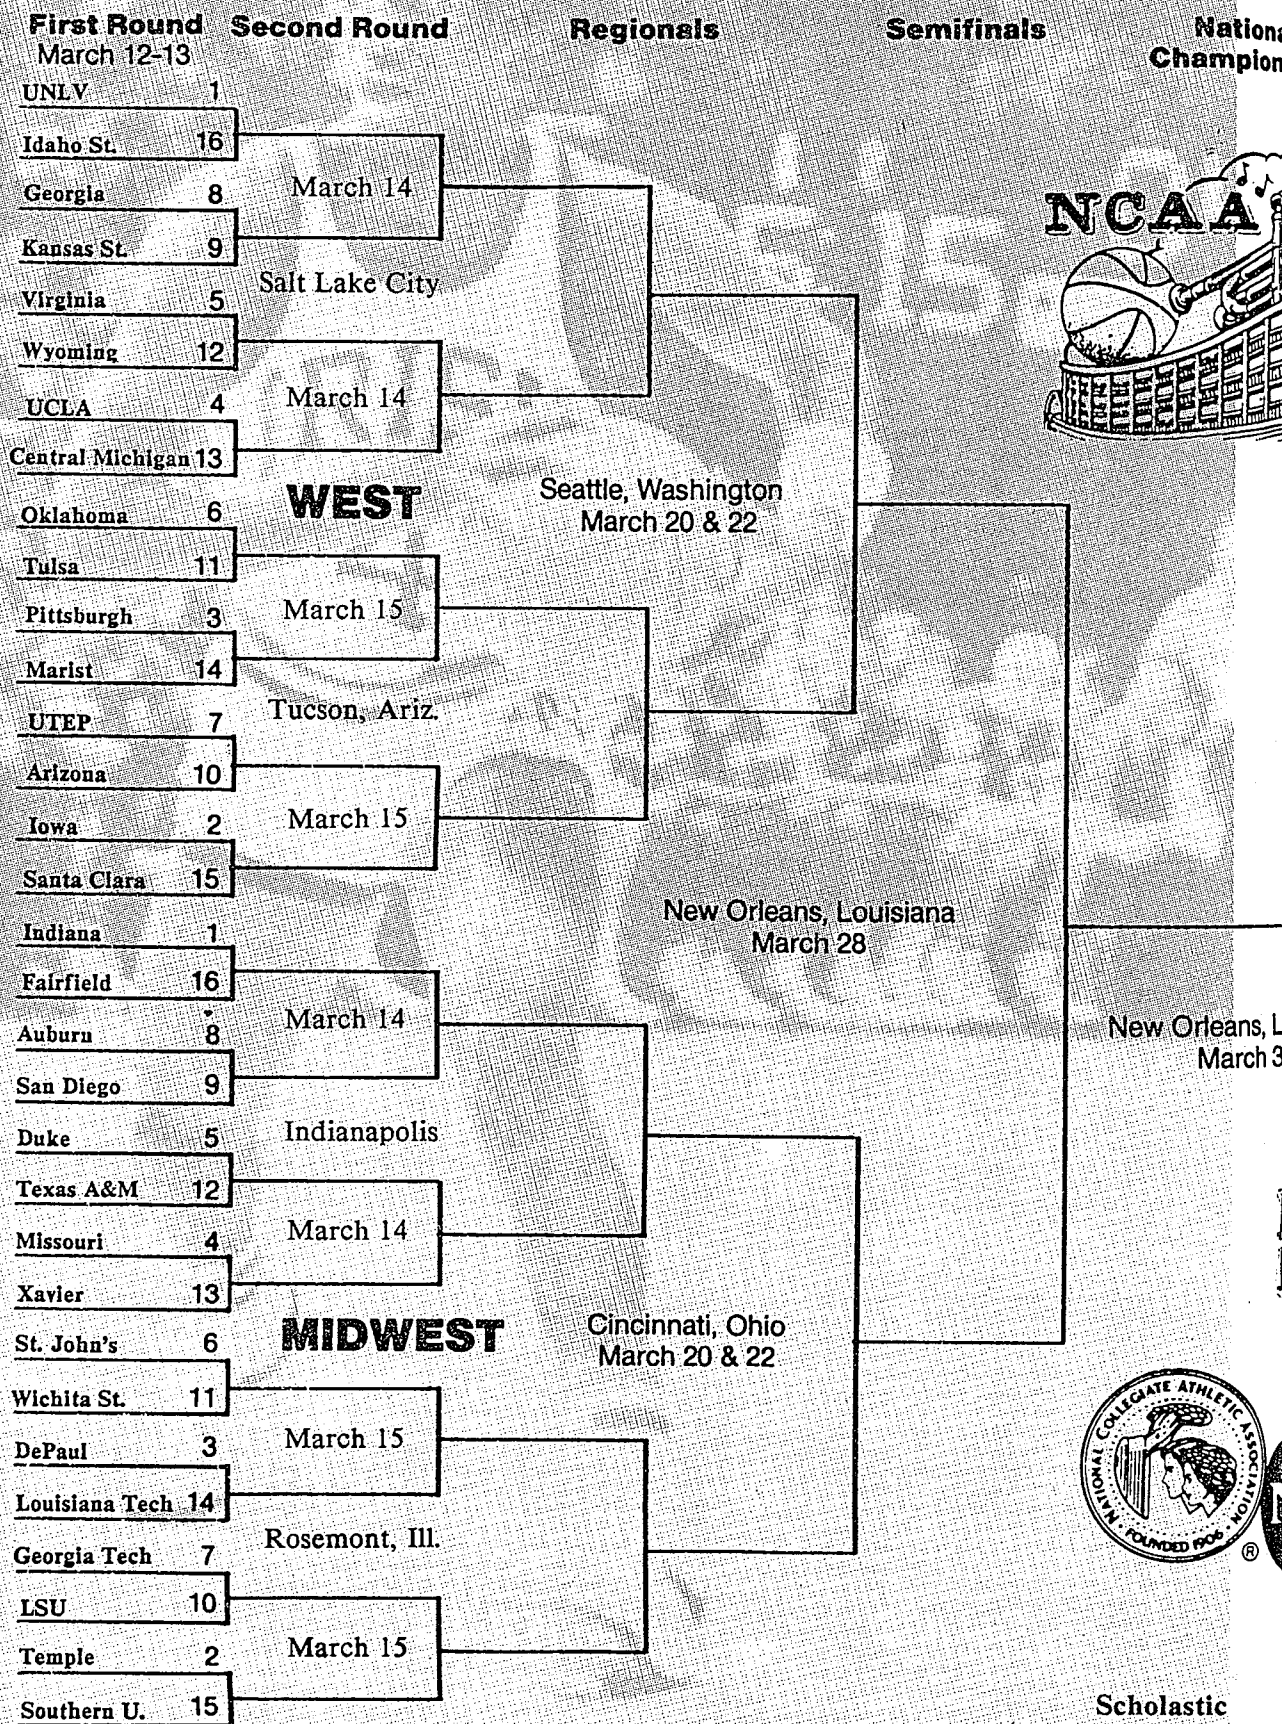 First Round Second Round Regionals Semifinals Nationa
March 12-13 Champion
UNLV 1
Idaho St. 16
Georgia 8
March 14
Kansas St. 9
Salt Lake City
Virginia 5
Wyoming 12
UCLA 4
March 14
Central Michigan 13
WEST
Seattle, Washington
March 20 & 22
Oklahoma 6
Tulsa 11
Pittsburgh 3
March 15
Marist 14
Tucson, Ariz.
UTEP 7
Arizona 10
Iowa 2
March 15
Santa Clara 15
New Orleans, Louisiana
March 28
Indiana 1
Fairfield 16
Auburn 8
March 14
San Diego 9
Indianapolis
Duke 5
Texas A&M 12
Missouri 4
March 14
Xavier 13
MIDWEST
Cincinnati, Ohio
March 20 & 22
St. John's 6
Wichita St. 11
DePaul 3
March 15
Louisiana Tech 14
Rosemont, Ill.
Georgia Tech 7
LSU 10
Temple 2
March 15
Southern U. 15
NCAA
New Orleans, L
March 3
NATIONAL COLLEGIATE ATHLETIC ASSOCIATION
FOUNDED 1906
®
Scholastic